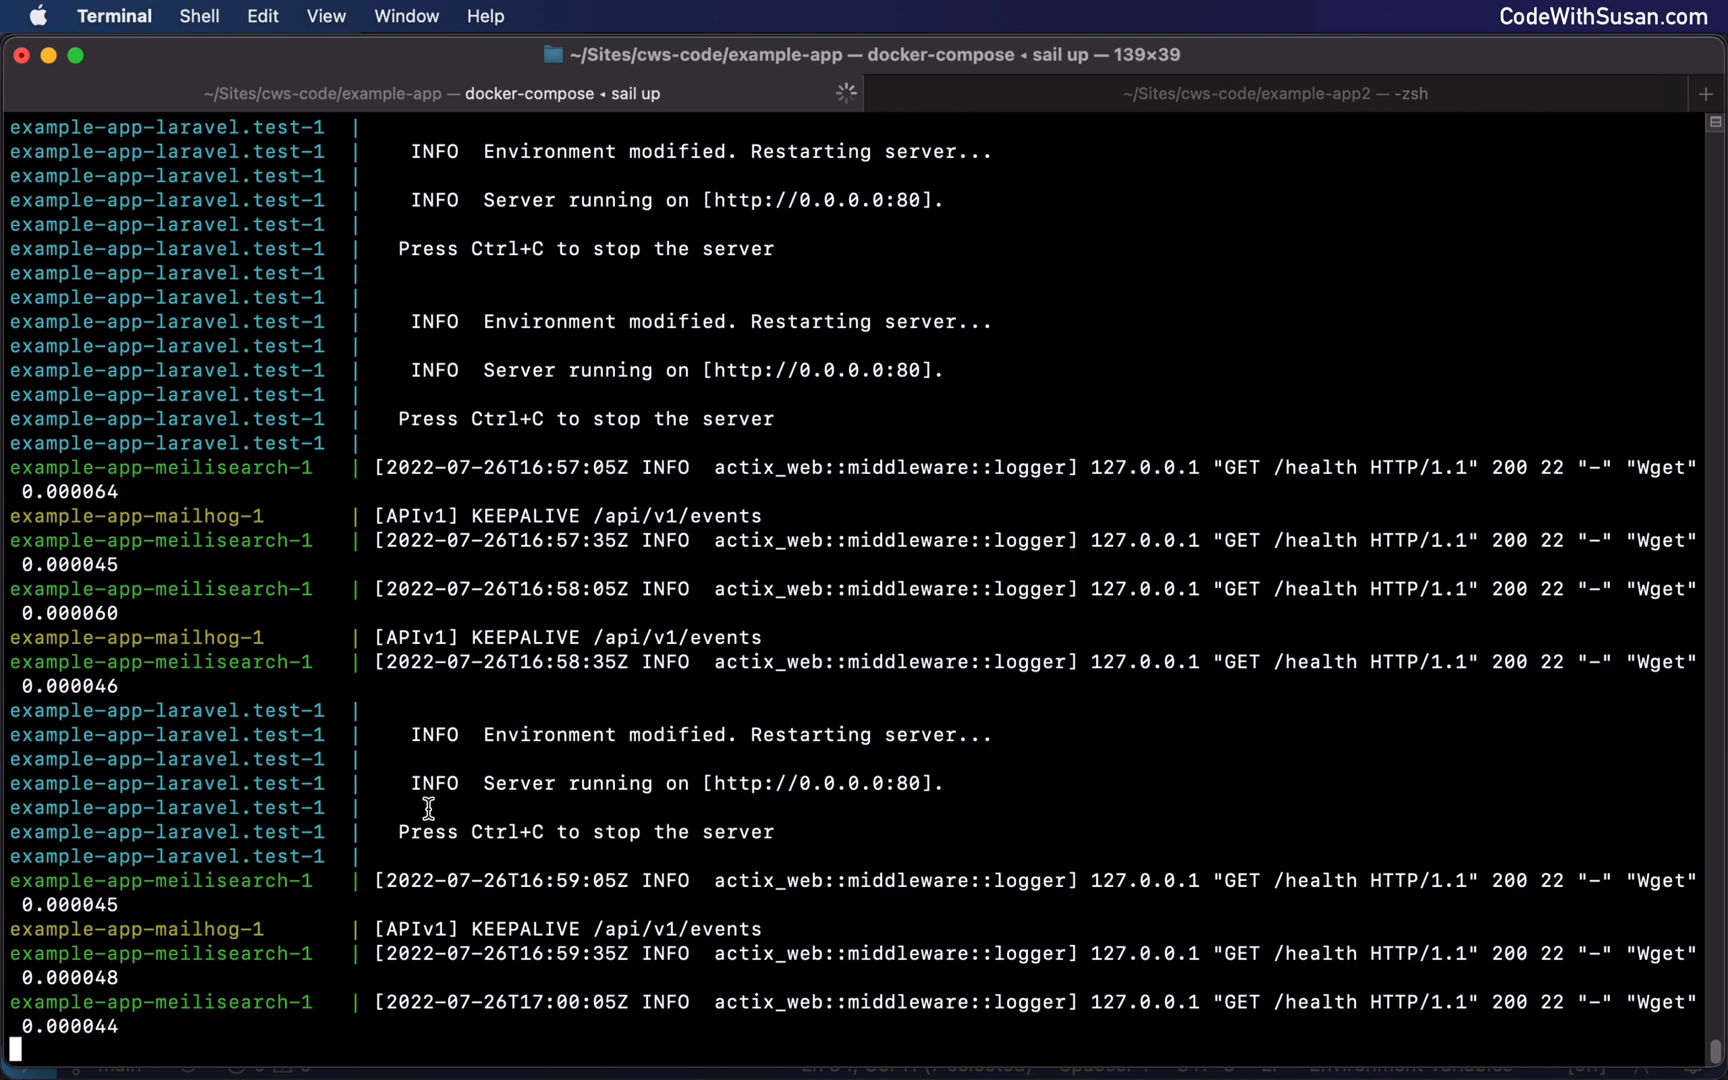 Terminal Shell Edit View Window Help CodeWithSusan.com
~/Sites/cws-code/example-app — docker-compose ◂ sail up — 139×39
~/Sites/cws-code/example-app — docker-compose ◂ sail up ~/Sites/cws-code/example-app2 — -zsh +
example-app-laravel.test-1 |
example-app-laravel.test-1 | INFO Environment modified. Restarting server...
example-app-laravel.test-1 |
example-app-laravel.test-1 | INFO Server running on [http://0.0.0.0:80].
example-app-laravel.test-1 |
example-app-laravel.test-1 | Press Ctrl+C to stop the server
example-app-laravel.test-1 |
example-app-laravel.test-1 |
example-app-laravel.test-1 | INFO Environment modified. Restarting server...
example-app-laravel.test-1 |
example-app-laravel.test-1 | INFO Server running on [http://0.0.0.0:80].
example-app-laravel.test-1 |
example-app-laravel.test-1 | Press Ctrl+C to stop the server
example-app-laravel.test-1 |
example-app-meilisearch-1 | [2022-07-26T16:57:05Z INFO actix_web::middleware::logger] 127.0.0.1 "GET /health HTTP/1.1" 200 22 "-" "Wget"
0.000064
example-app-mailhog-1 | [APIv1] KEEPALIVE /api/v1/events
example-app-meilisearch-1 | [2022-07-26T16:57:35Z INFO actix_web::middleware::logger] 127.0.0.1 "GET /health HTTP/1.1" 200 22 "-" "Wget"
0.000045
example-app-meilisearch-1 | [2022-07-26T16:58:05Z INFO actix_web::middleware::logger] 127.0.0.1 "GET /health HTTP/1.1" 200 22 "-" "Wget"
0.000060
example-app-mailhog-1 | [APIv1] KEEPALIVE /api/v1/events
example-app-meilisearch-1 | [2022-07-26T16:58:35Z INFO actix_web::middleware::logger] 127.0.0.1 "GET /health HTTP/1.1" 200 22 "-" "Wget"
0.000046
example-app-laravel.test-1 |
example-app-laravel.test-1 | INFO Environment modified. Restarting server...
example-app-laravel.test-1 |
example-app-laravel.test-1 | INFO Server running on [http://0.0.0.0:80].
example-app-laravel.test-1 |
example-app-laravel.test-1 | Press Ctrl+C to stop the server
example-app-laravel.test-1 |
example-app-meilisearch-1 | [2022-07-26T16:59:05Z INFO actix_web::middleware::logger] 127.0.0.1 "GET /health HTTP/1.1" 200 22 "-" "Wget"
0.000045
example-app-mailhog-1 | [APIv1] KEEPALIVE /api/v1/events
example-app-meilisearch-1 | [2022-07-26T16:59:35Z INFO actix_web::middleware::logger] 127.0.0.1 "GET /health HTTP/1.1" 200 22 "-" "Wget"
0.000048
example-app-meilisearch-1 | [2022-07-26T17:00:05Z INFO actix_web::middleware::logger] 127.0.0.1 "GET /health HTTP/1.1" 200 22 "-" "Wget"
0.000044